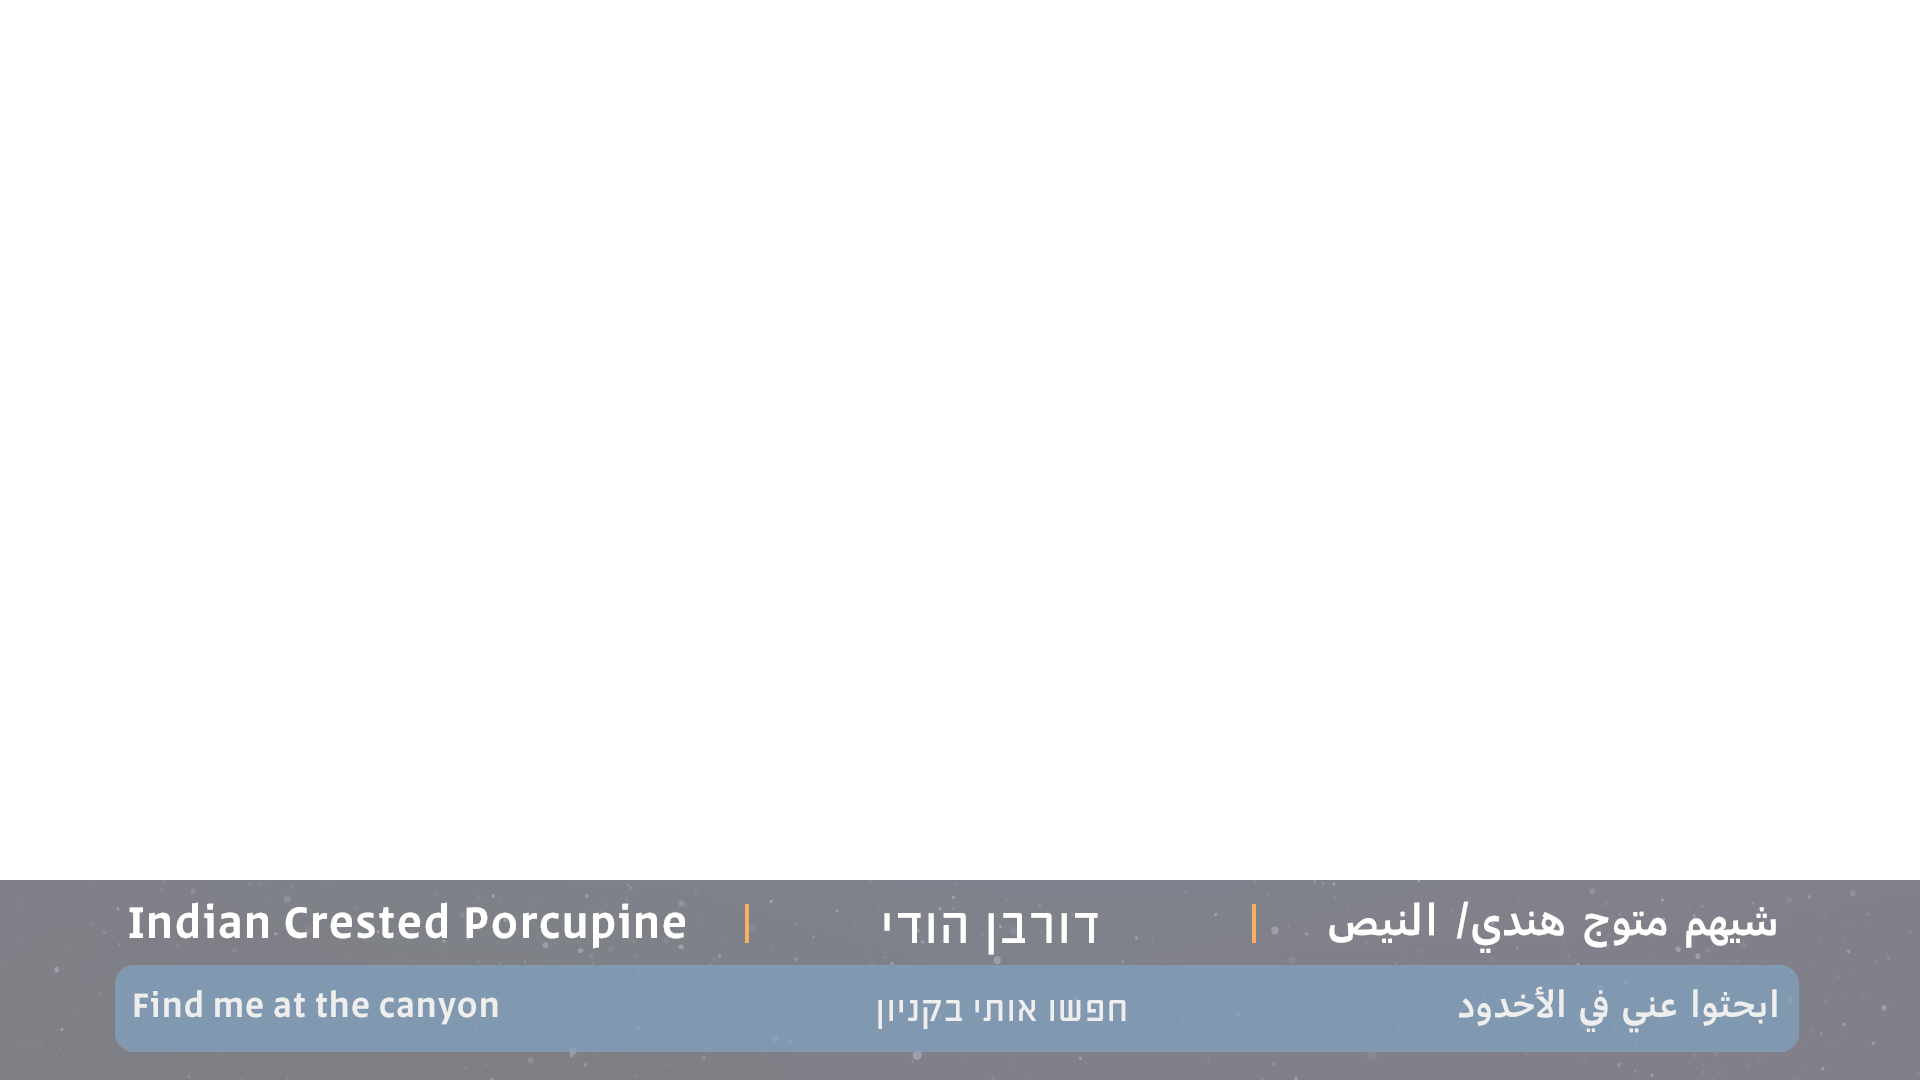 Indian Crested Porcupine | דורבן הודי | شيهم متوج هندي/ النيص
Find me at the canyon חפשו אותי בקניון ابحثوا عني في الأخدود